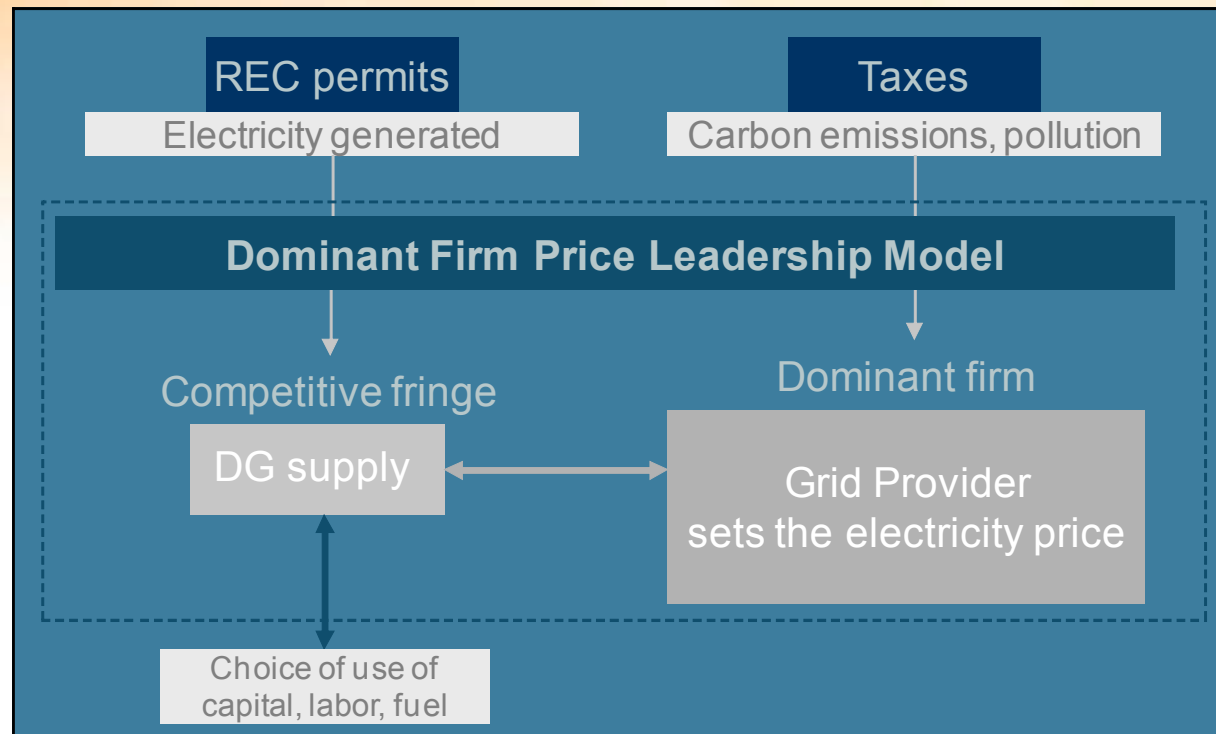 REC permits
Electricity generated
Taxes
Carbon emissions, pollution
Dominant Firm Price Leadership Model
Competitive fringe
DG supply
Dominant firm
Grid Provider
sets the electricity price
Choice of use of
capital, labor, fuel